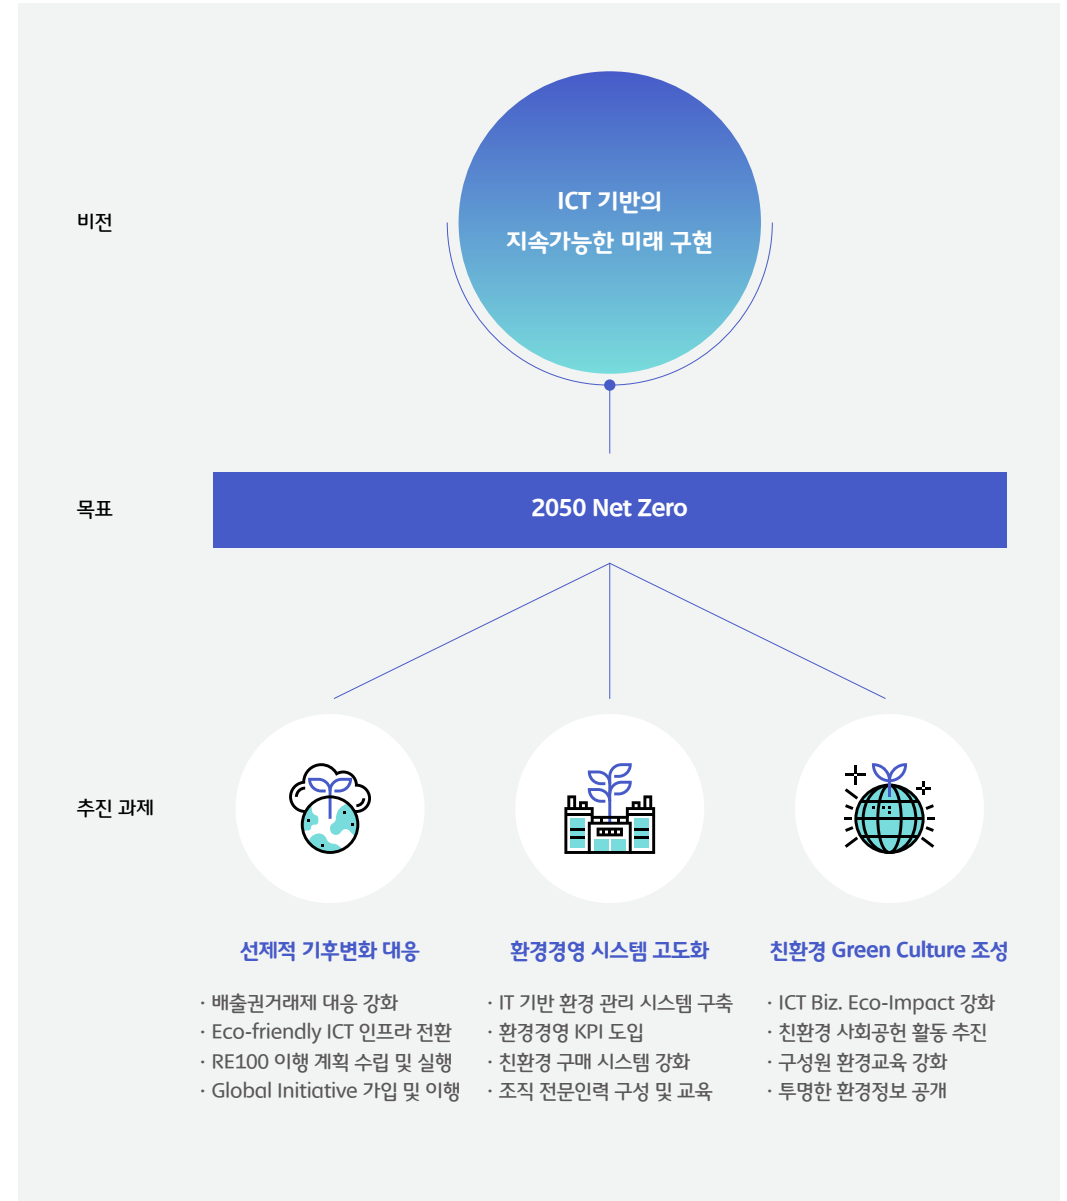 비전
ICT 기반의
지속가능한 미래 구현
목표
2050 Net Zero
추진 과제
선제적 기후변화 대응
· 배출권거래제 대응 강화
· Eco-friendly ICT 인프라 전환
· RE100 이행 계획 수립 및 실행
· Global Initiative 가입 및 이행
환경경영 시스템 고도화
· IT 기반 환경 관리 시스템 구축
· 환경경영 KPI 도입
· 친환경 구매 시스템 강화
· 조직 전문인력 구성 및 교육
친환경 Green Culture 조성
· ICT Biz. Eco-Impact 강화
· 친환경 사회공헌 활동 추진
· 구성원 환경교육 강화
· 투명한 환경정보 공개